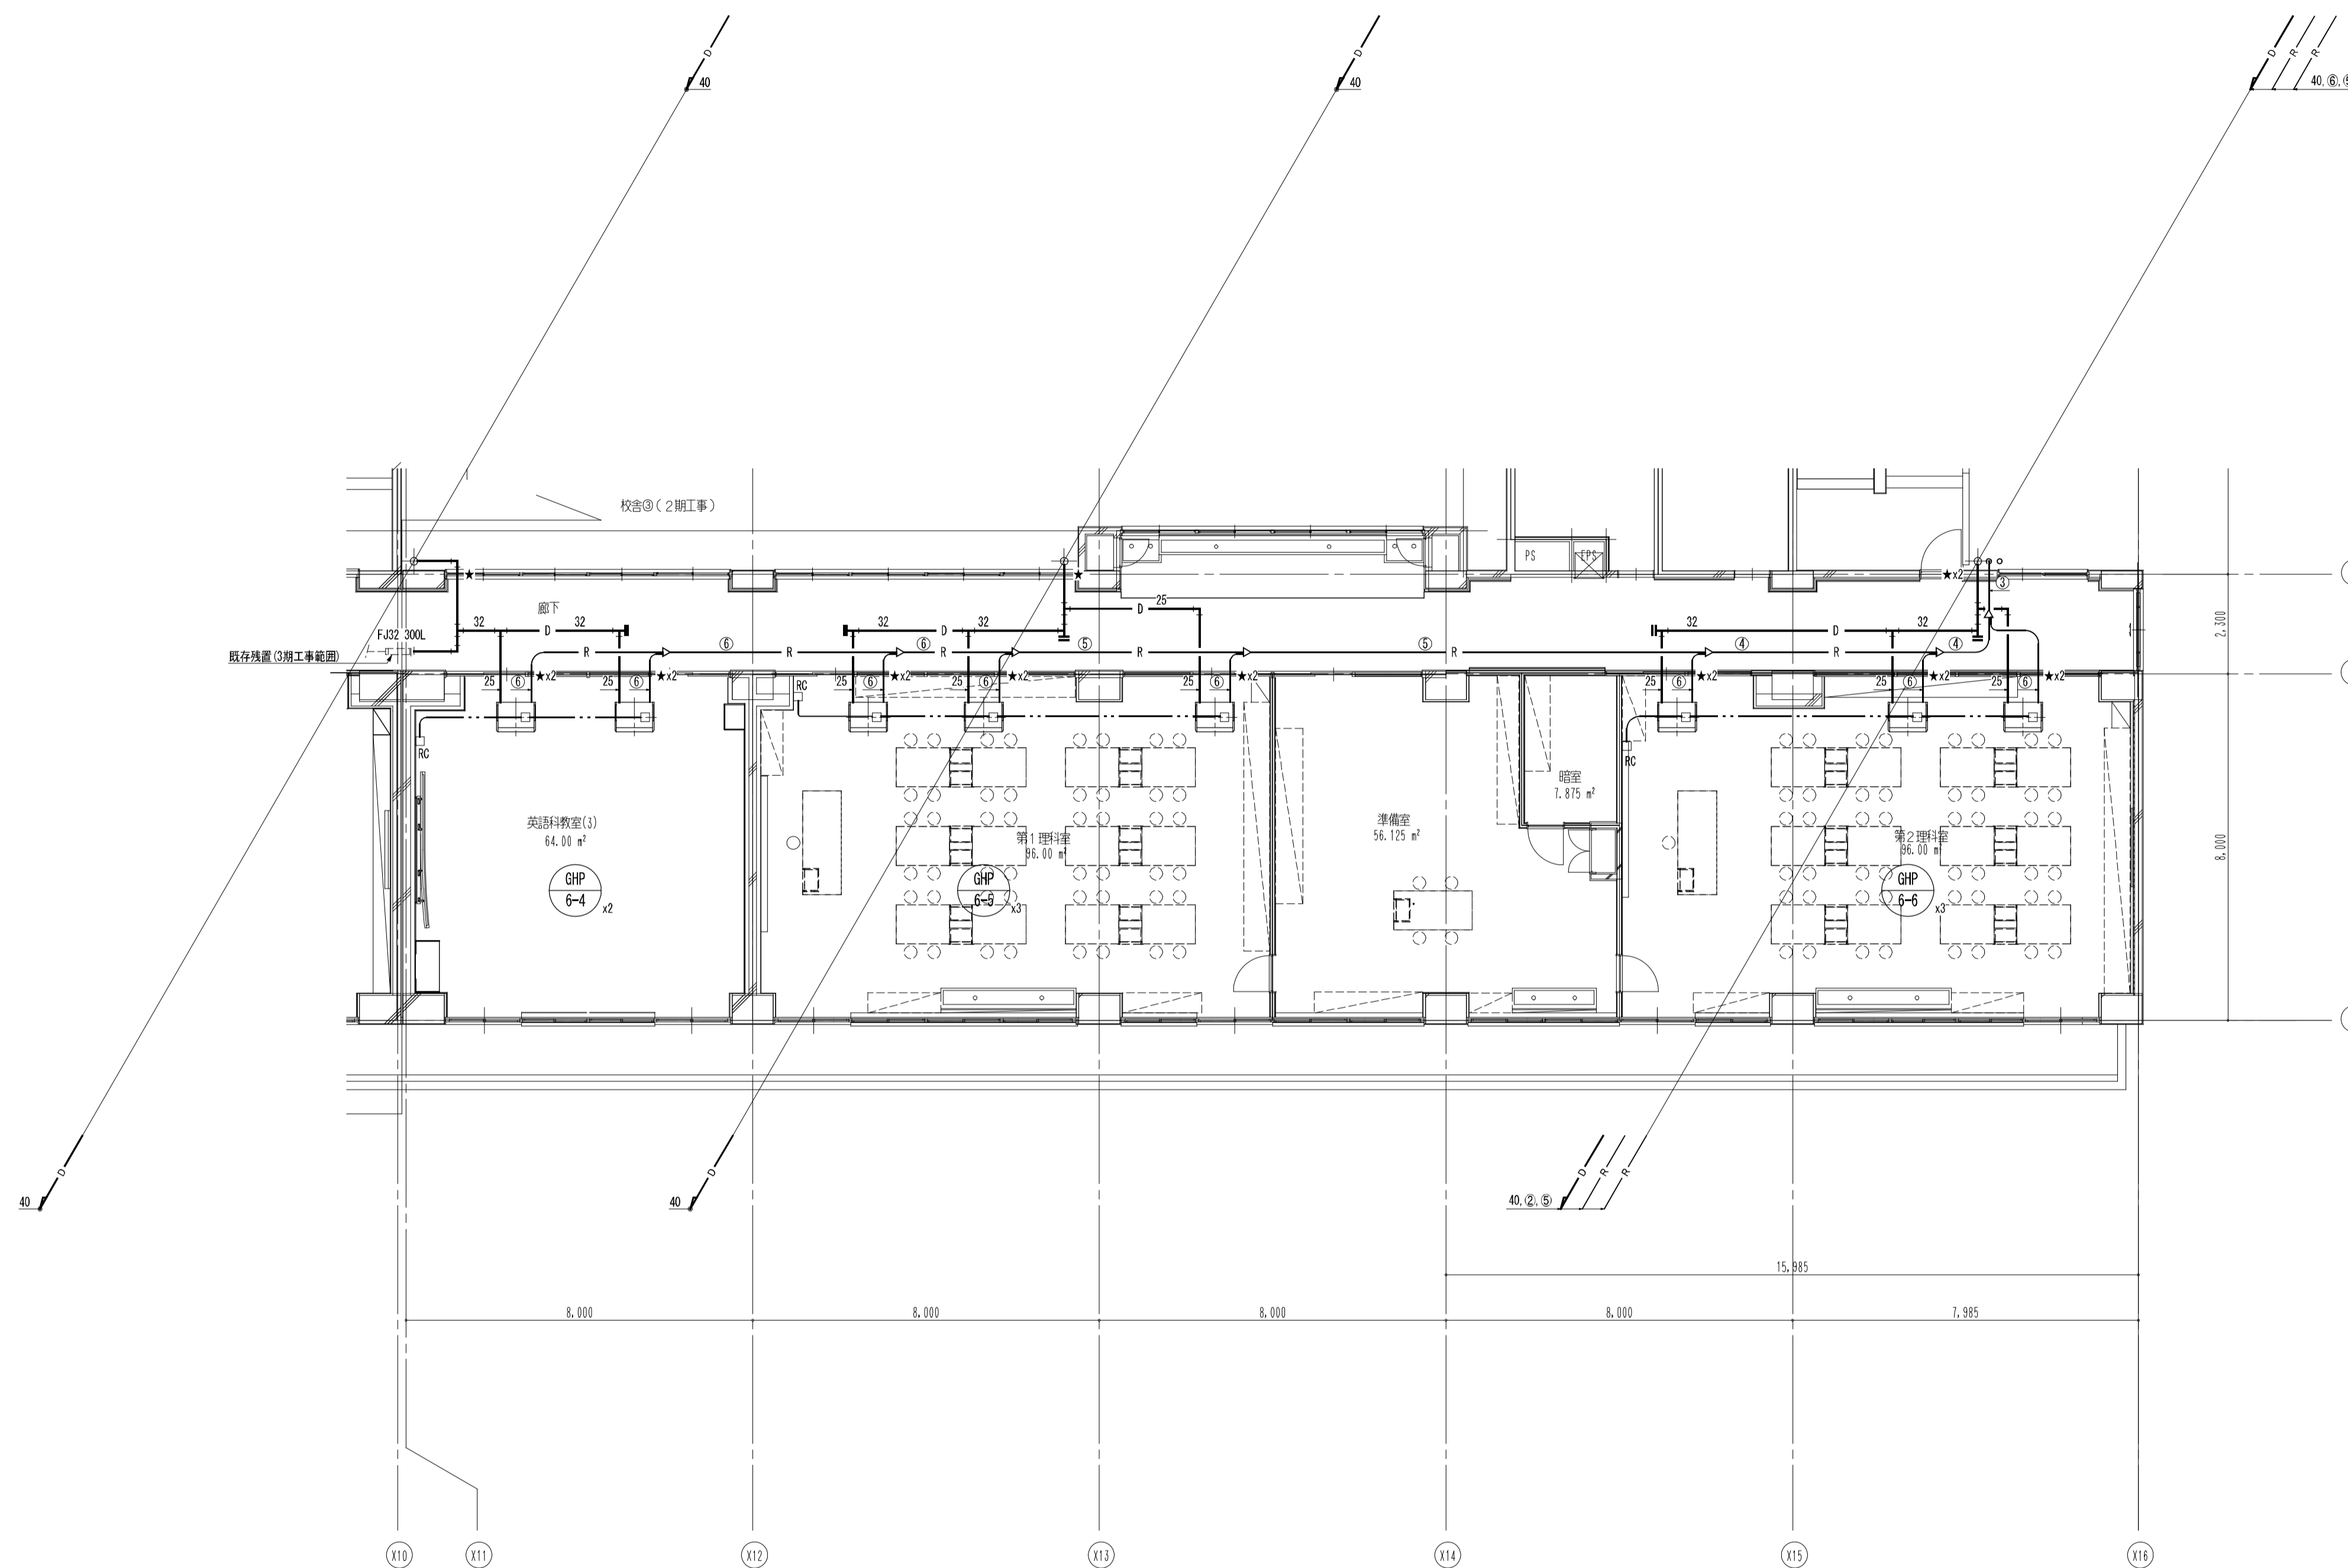 D
40
D
40
D
R
R
40,⑥,⑤
校舎③(2期工事)
PS
EPS
★
★
★x2
③
廊下
32
D
32
32
D
32
D
25
32
D
32
FJ32 300L
既存残置(3期工事範囲)
R
⑥
R
⑥
R
⑤
R
⑤
R
④
R
④
2,300
25
⑥
★x2
25
⑥
★x2
RC
25
⑥
★x2
25
⑥
★x2
⑥
★x2
25
⑥
★x2
25
⑥
★x2
25
⑥
★x2
RC
RC
英語科教室(3)
64.00 m²
GHP
6-4
x2
第1理科室
96.00 m²
GHP
6-5
x3
準備室
56.125 m²
暗室
7.875 m²
第2理科室
96.00 m²
GHP
6-6
x3
8,000
D
40
D
40
D
R
R
40,②,⑤
15,985
8,000
8,000
8,000
8,000
7,985
X10
X11
X12
X13
X14
X15
X16